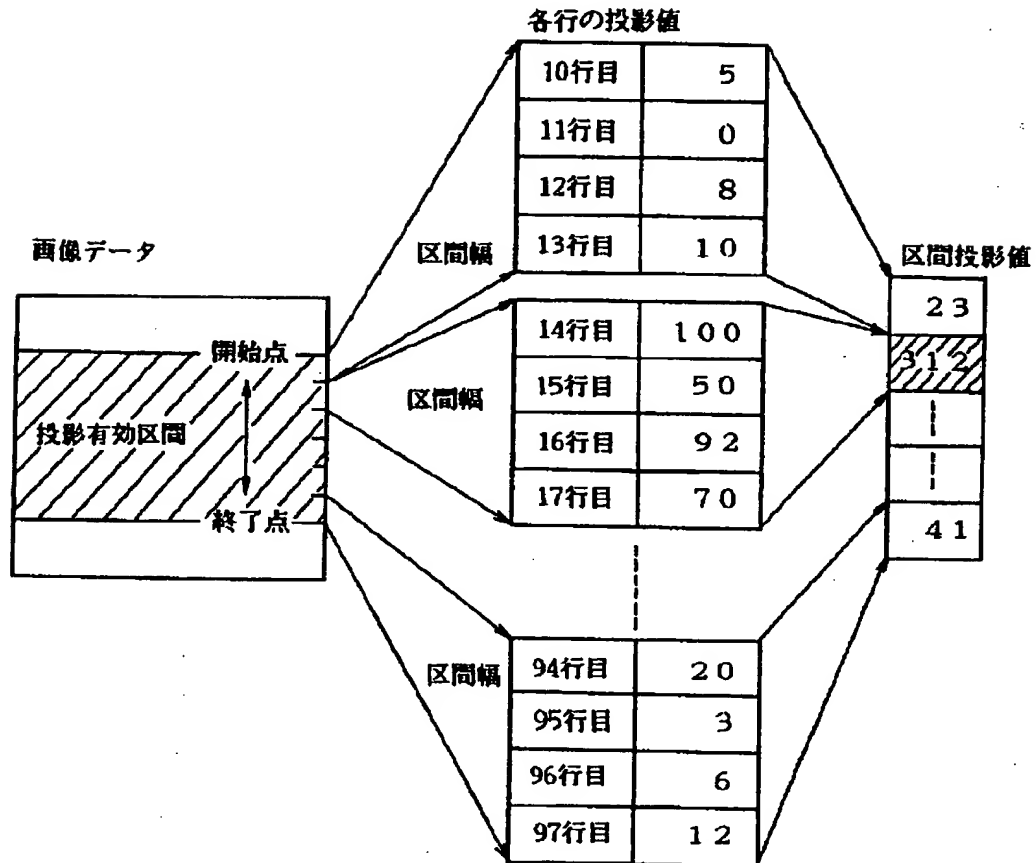 各行の投影値
10行目 5
11行目 0
12行目 8
13行目 10
区間幅
画像データ
開始点
投影有効区間
終了点
14行目 100
15行目 50
16行目 92
17行目 70
区間幅
94行目 20
95行目 3
96行目 6
97行目 12
区間幅
区間投影値
23
312
41